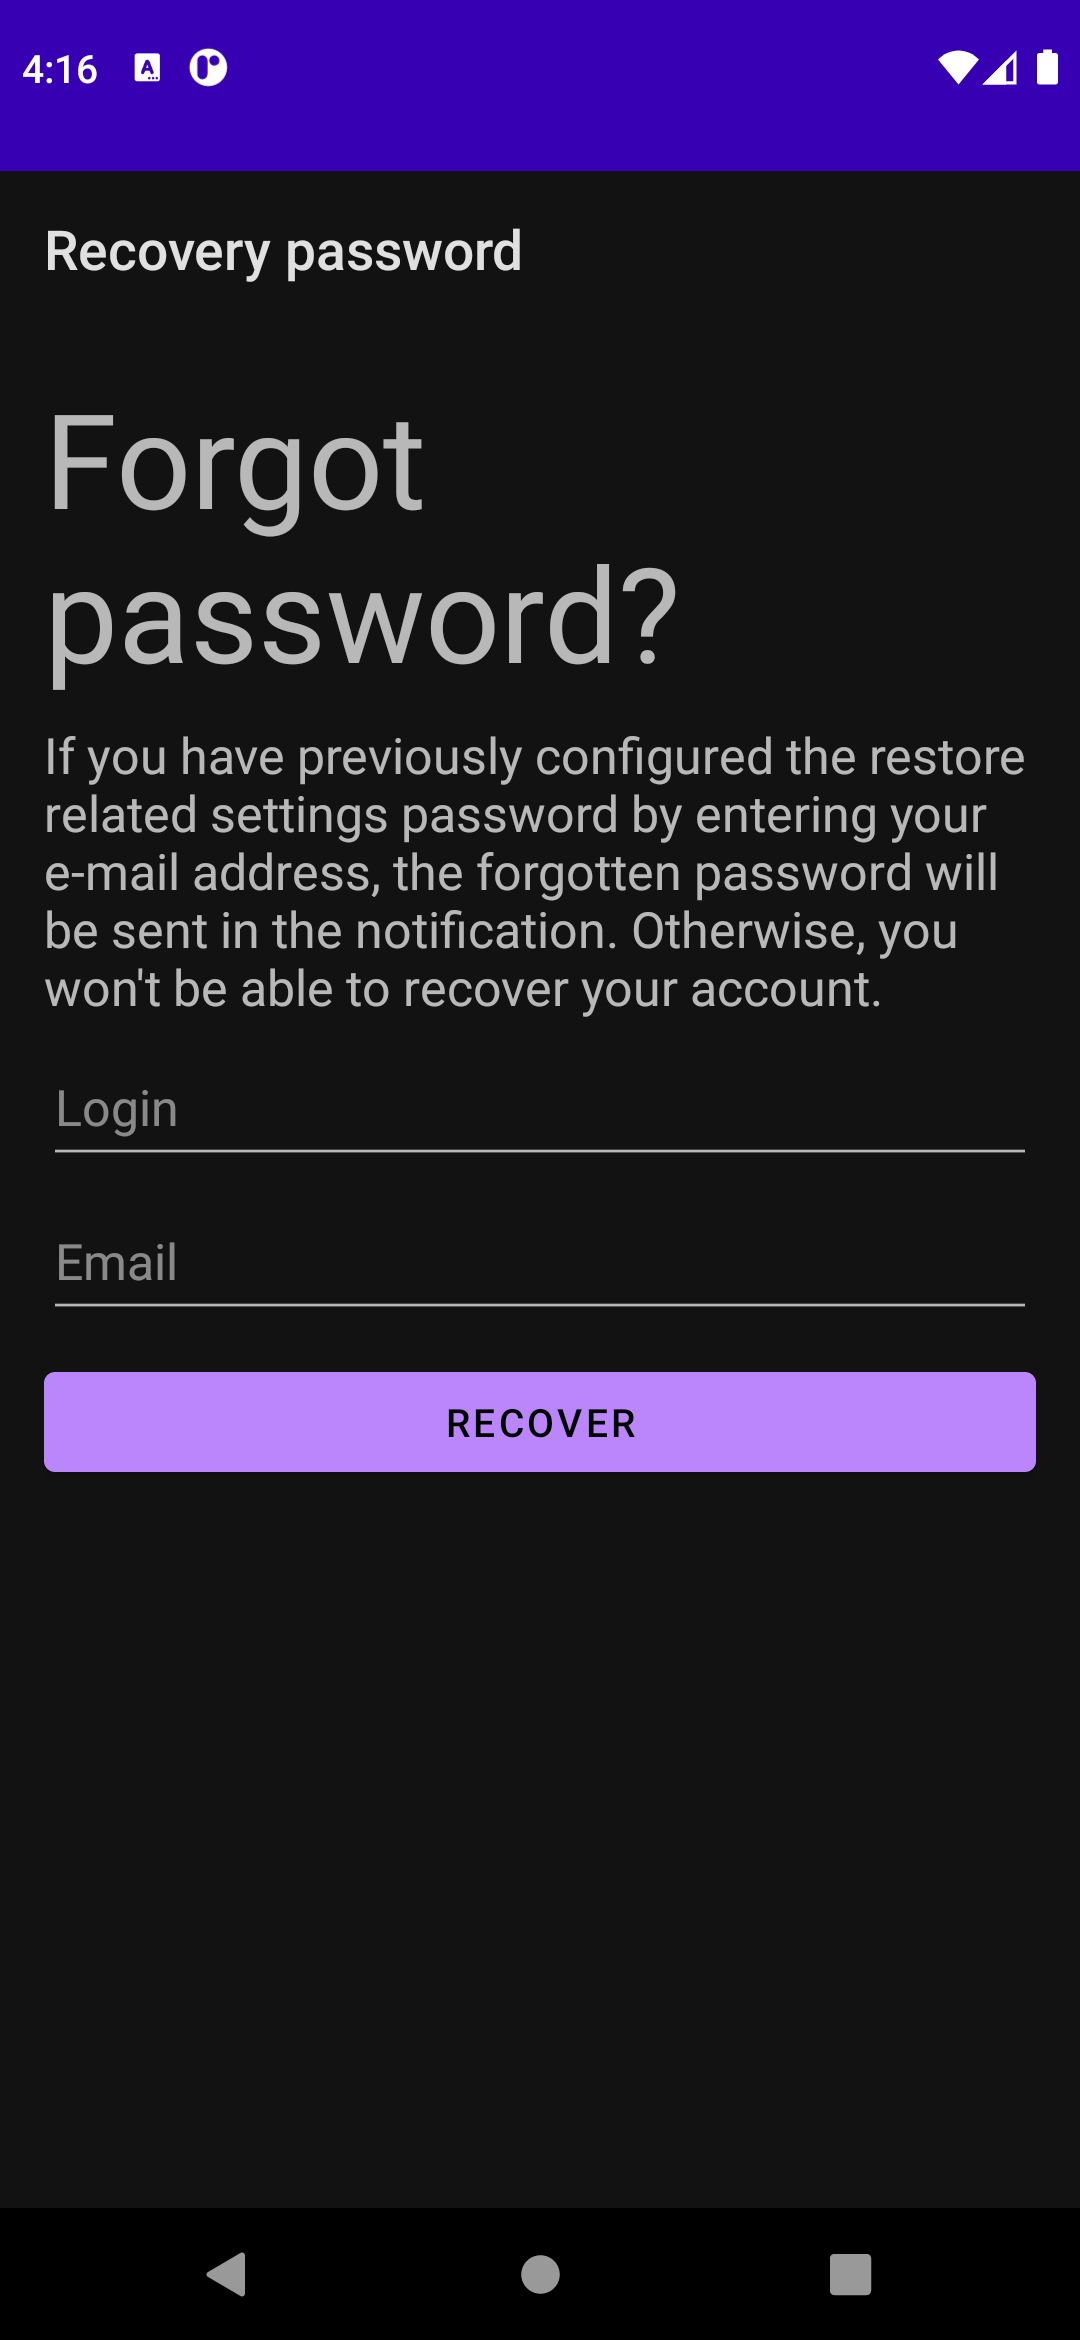 4:16
Recovery password
Forgot
password?
If you have previously configured the restore
related settings password by entering your
e-mail address, the forgotten password will
be sent in the notification. Otherwise, you
won't be able to recover your account.
Login
Email
RECOVER